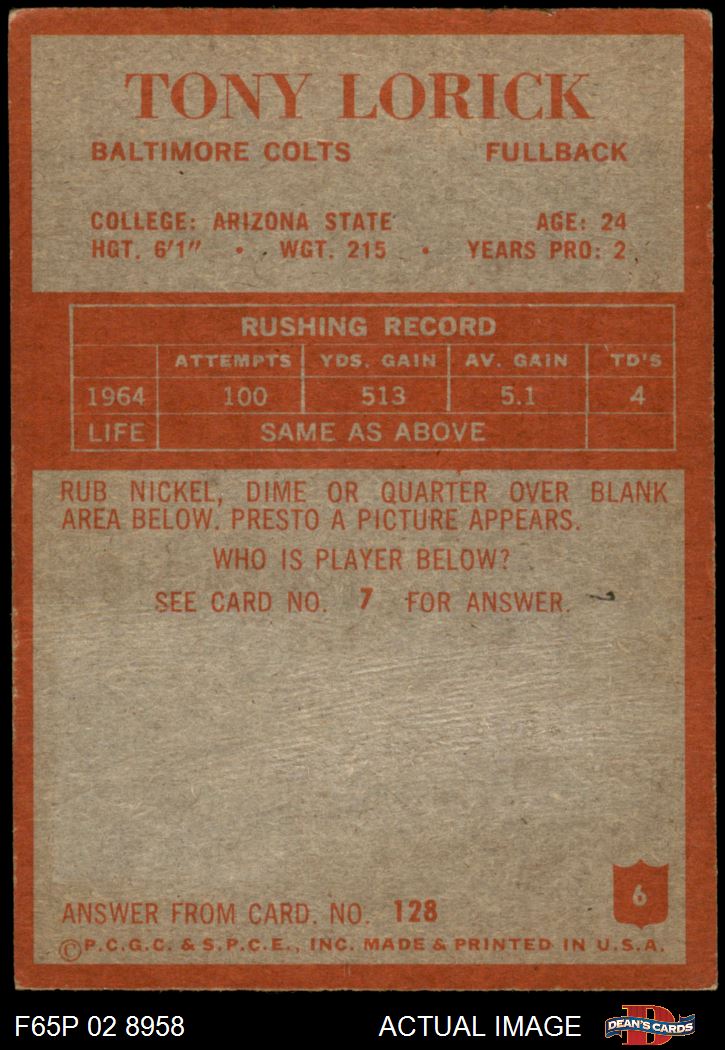 TONY LORICK
BALTIMORE COLTS FULLBACK
COLLEGE: ARIZONA STATE AGE: 24
HGT. 6'1" • WGT. 215 • YEARS PRO: 2
RUSHING RECORD
ATTEMPTS YDS. GAIN AV. GAIN TD'S
1964 100 513 5.1 4
LIFE SAME AS ABOVE
RUB NICKEL, DIME OR QUARTER OVER BLANK
AREA BELOW. PRESTO A PICTURE APPEARS.
WHO IS PLAYER BELOW?
SEE CARD NO. 7 FOR ANSWER.
6
ANSWER FROM CARD. NO. 128
©P.C.G.C. & S.P.C.E., INC. MADE & PRINTED IN U.S.A.
F65P 02 8958 ACTUAL IMAGE
D
DEAN'S CARDS